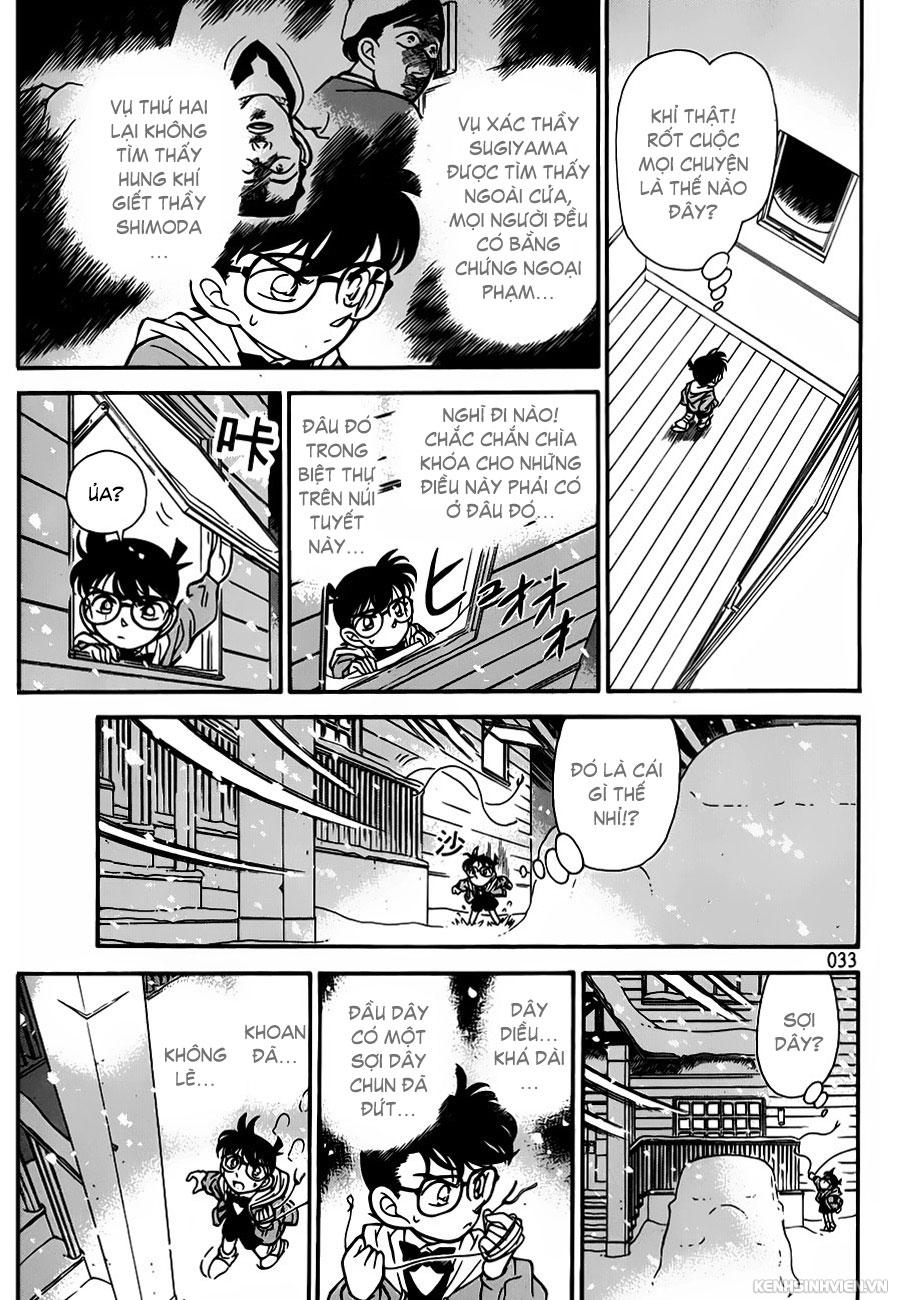 KHỈ THẬT!
RỐT CUỘC
MỌI CHUYỆN
LÀ THẾ NÀO
ĐÂY?
VỤ XÁC THẦY
SUGIYAMA
ĐƯỢC TÌM THẤY
NGOÀI CỬA,
MỌI NGƯỜI ĐỀU
CÓ BẰNG
CHỨNG NGOẠI
PHẠM...
VỤ THỨ HAI
LẠI KHÔNG
TÌM THẤY
HUNG KHÍ
GIẾT THẦY
SHIMODA
...
NGHĨ ĐI NÀO!
CHẮC CHẮN CHÌA
KHÓA CHO NHỮNG
ĐIỀU NÀY PHẢI CÓ
Ở ĐÂU ĐÓ...
ĐÂU ĐÓ
TRONG
BIỆT THỰ
TRÊN NÚI
TUYẾT
NÀY...
ヒュオオオ
咔
ỦA?
ĐÓ LÀ CÁI
GÌ THẾ
NHỈ!?
沙
033
SỢI
DÂY?
DÂY
DIỀU...
KHÁ DÀI
...
ĐẦU DÂY
CÓ MỘT
SỢI DÂY
CHUN ĐÃ
ĐỨT...
KHOAN
ĐÃ...
KHÔNG
LẼ...
KENHSINHVIEN.VN